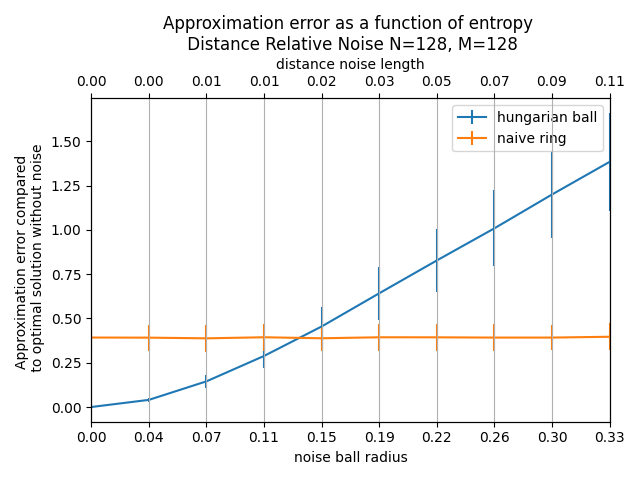 Approximation error as a function of entropy
Distance Relative Noise N=128, M=128
distance noise length
0.00 0.00 0.01 0.01 0.02 0.03 0.05 0.07 0.09 0.11
hungarian ball
naive ring
Approximation error compared
to optimal solution without noise
1.50
1.25
1.00
0.75
0.50
0.25
0.00
0.00 0.04 0.07 0.11 0.15 0.19 0.22 0.26 0.30 0.33
noise ball radius